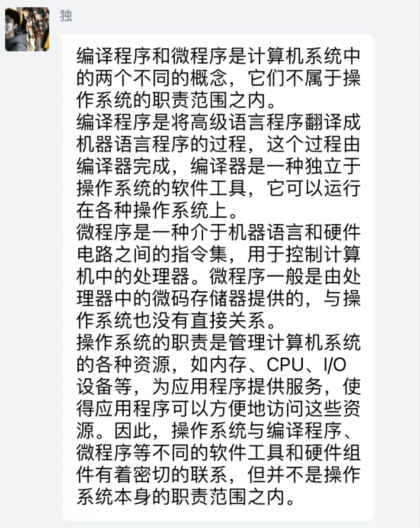 独
编译程序和微程序是计算机系统中
的两个不同的概念，它们不属于操
作系统的职责范围之内。
编译程序是将高级语言程序翻译成
机器语言程序的过程，这个过程由
编译器完成，编译器是一种独立于
操作系统的软件工具，它可以运行
在各种操作系统上。
微程序是一种介于机器语言和硬件
电路之间的指令集，用于控制计算
机中的处理器。微程序一般是由处
理器中的微码存储器提供的，与操
作系统也没有直接关系。
操作系统的职责是管理计算机系统
的各种资源，如内存、CPU、I/O
设备等，为应用程序提供服务，使
得应用程序可以方便地访问这些资
源。因此，操作系统与编译程序、
微程序等不同的软件工具和硬件组
件有着密切的联系，但并不是操作
系统本身的职责范围之内。